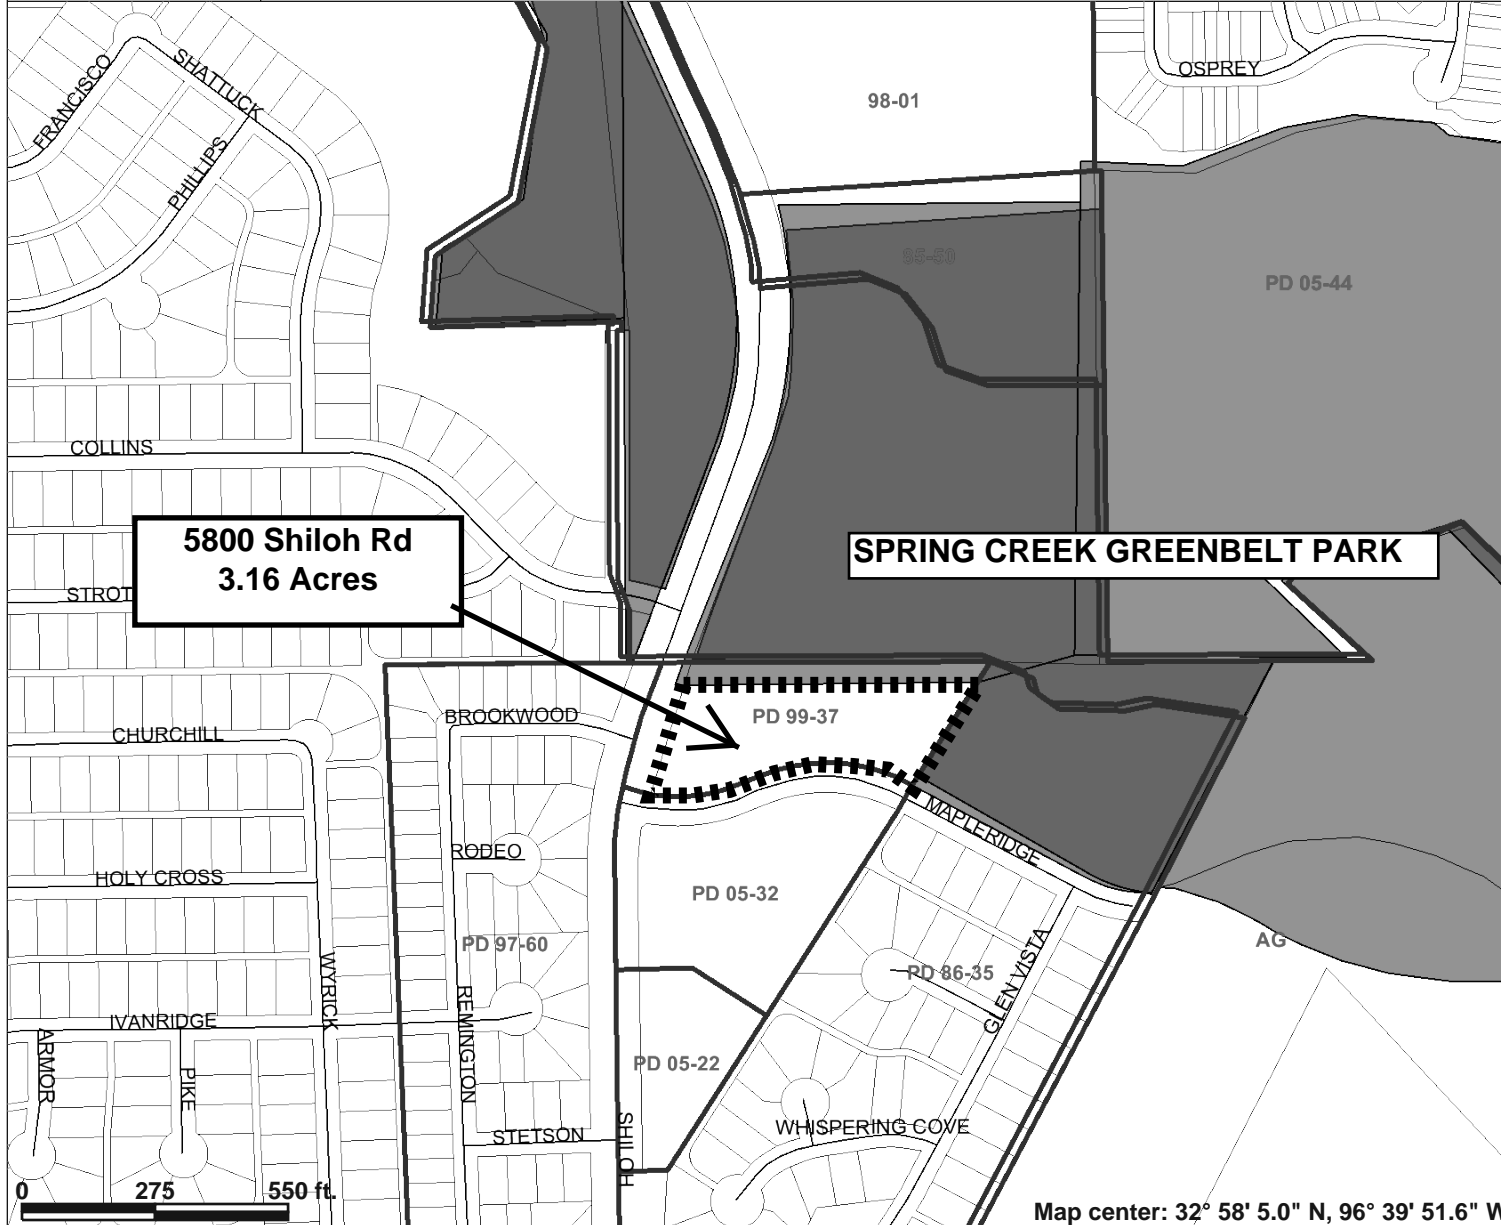 FRANCISCO
SHATTUCK
OSPREY
98-01
PHILLIPS
85-50
PD 05-44
COLLINS
5800 Shiloh Rd
3.16 Acres
SPRING CREEK GREENBELT PARK
STROT
BROOKWOOD
PD 99-37
CHURCHILL
MAPLERIDGE
RODEO
HOLY CROSS
PD 05-32
PD 97-60
AG
PD 86-35
GLEN VISTA
WYRICK
REMINGTON
IVANRIDGE
ARMOR
PIKE
PD 05-22
STETSON
SHILOH
WHISPERING COVE
0 275 550 ft.
Map center: 32° 58' 5.0" N, 96° 39' 51.6" W